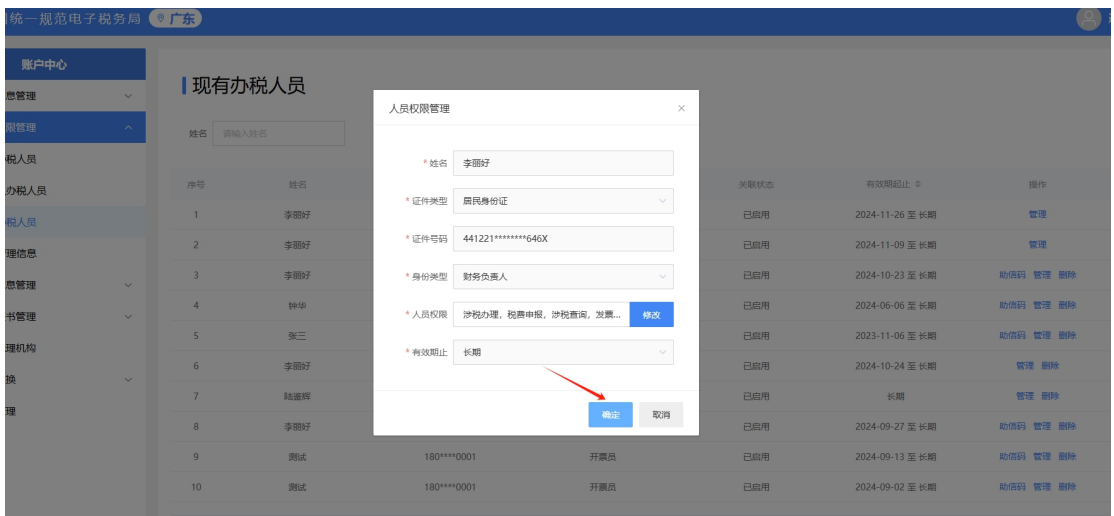 统一规范电子税务局 广东
账户中心
息管理
限管理
税人员
办税人员
税人员
理信息
息管理
书管理
理机构
换
理
现有办税人员
姓名 请输入姓名
人员权限管理
* 姓名 李丽好
* 证件类型 居民身份证
* 证件号码 441221********646X
* 身份类型 财务负责人
* 人员权限 涉税办理，税费申报，涉税查询，发票... 修改
* 有效期止 长期
确定 取消
序号 姓名 关联状态 有效期起止 操作
1 李丽好 已启用 2024-11-26 至 长期 管理
2 李丽好 已启用 2024-11-09 至 长期 管理
3 李丽好 已启用 2024-10-23 至 长期 助信码 管理 删除
4 钟华 已启用 2024-06-06 至 长期 助信码 管理 删除
5 张三 已启用 2023-11-06 至 长期 助信码 管理 删除
6 李丽好 已启用 2024-10-24 至 长期 管理 删除
7 陆鉴辉 已启用 长期 管理 删除
8 李丽好 已启用 2024-09-27 至 长期 助信码 管理 删除
9 测试 180****0001 开票员 已启用 2024-09-13 至 长期 助信码 管理 删除
10 测试 180****0001 开票员 已启用 2024-09-02 至 长期 助信码 管理 删除